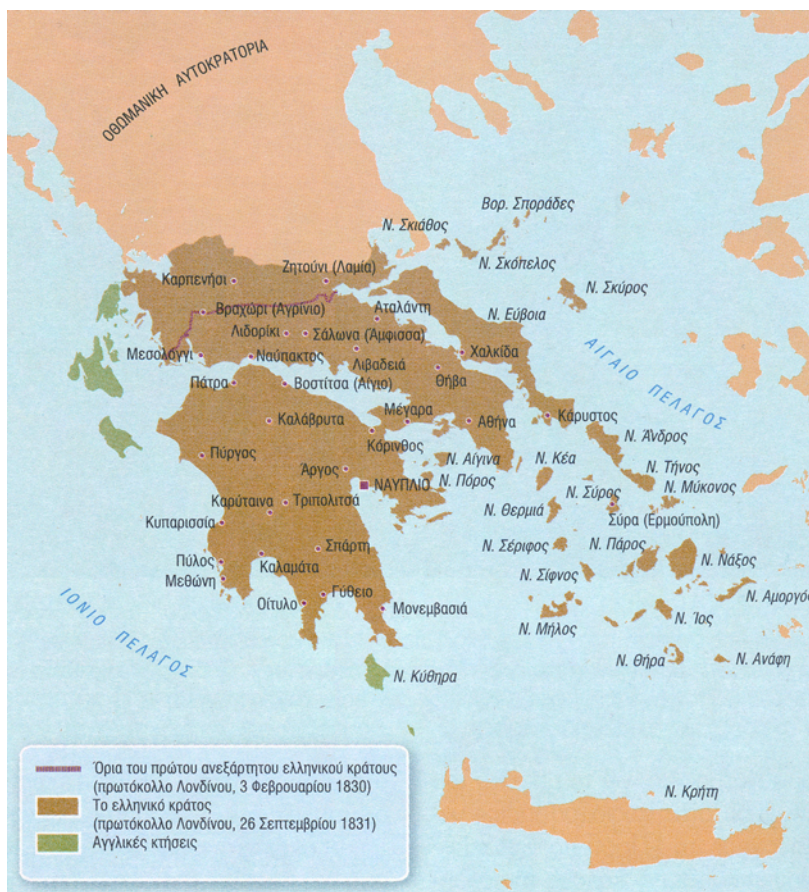 ΟΘΩΜΑΝΙΚΗ ΑΥΤΟΚΡΑΤΟΡΙΑ
Βορ. Σποράδες
Ν. Σκιάθος
Ν. Σκόπελος
Ζητούνι (Λαμία)
Καρπενήσι
Ν. Σκύρος
Βραχώρι (Αγρίνιο)
Αταλάντη
Ν. Εύβοια
Λιδορίκι
Σάλωνα (Άμφισσα)
Μεσολόγγι
Ναύπακτος
Λιβαδειά
Χαλκίδα
ΑΙΓΑΙΟ ΠΕΛΑΓΟΣ
Πάτρα
Βοστίτσα (Αίγιο)
Θήβα
Μέγαρα
Καλάβρυτα
Αθήνα
Κάρυστος
Κόρινθος
Ν. Άνδρος
Πύργος
Ν. Αίγινα
Ν. Κέα
Άργος
Ν. Τήνος
ΝΑΥΠΛΙΟ
Ν. Πόρος
Ν. Σύρος
Ν. Μύκονος
Καρύταινα
Τριπολιτσά
Ν. Θερμιά
Κυπαρισσία
Σύρα (Ερμούπολη)
Σπάρτη
Ν. Σέριφος
Ν. Πάρος
Ν. Νάξος
Πύλος
Καλαμάτα
Μεθώνη
Ν. Σίφνος
Γύθειο
Ν. Αμοργός
Οίτυλο
Μονεμβασιά
Ν. Μήλος
Ν. Ίος
ΙΟΝΙΟ ΠΕΛΑΓΟΣ
Ν. Θήρα
Ν. Ανάφη
Ν. Κύθηρα
Ν. Κρήτη
Όρια του πρώτου ανεξάρτητου ελληνικού κράτους
(πρωτόκολλο Λονδίνου, 3 Φεβρουαρίου 1830)
Το ελληνικό κράτος
(πρωτόκολλο Λονδίνου, 26 Σεπτεμβρίου 1831)
Αγγλικές κτήσεις